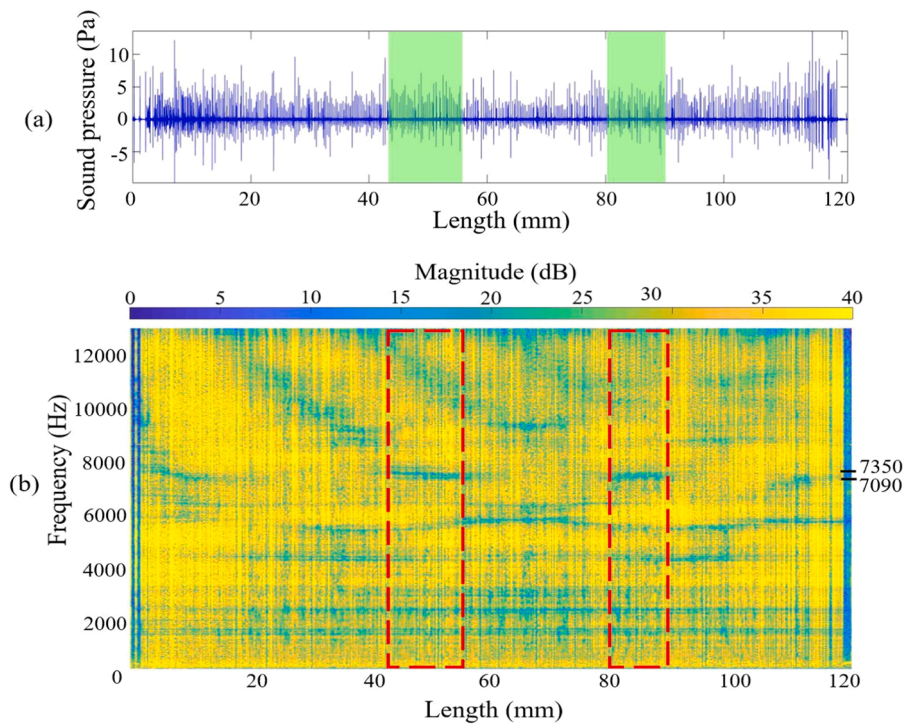 (a)
Sound pressure (Pa)
10
5
0
-5
0 20 40 60 80 100 120
Length (mm)
Magnitude (dB)
0 5 10 15 20 25 30 35 40
(b)
Frequency (Hz)
12000
10000
8000
6000
4000
2000
0
7350
7090
20 40 60 80 100 120
Length (mm)